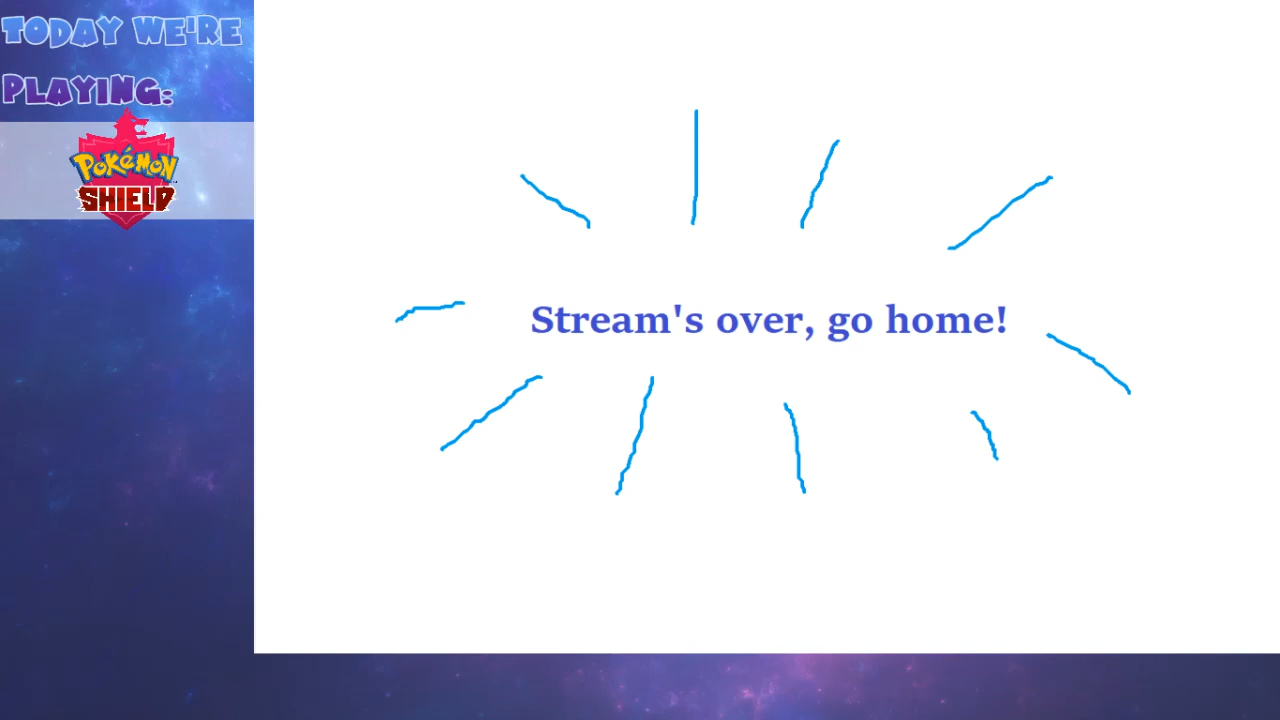 TODAY WE'RE
PLAYING:
POKéMON
SHIELD
Stream's over, go home!